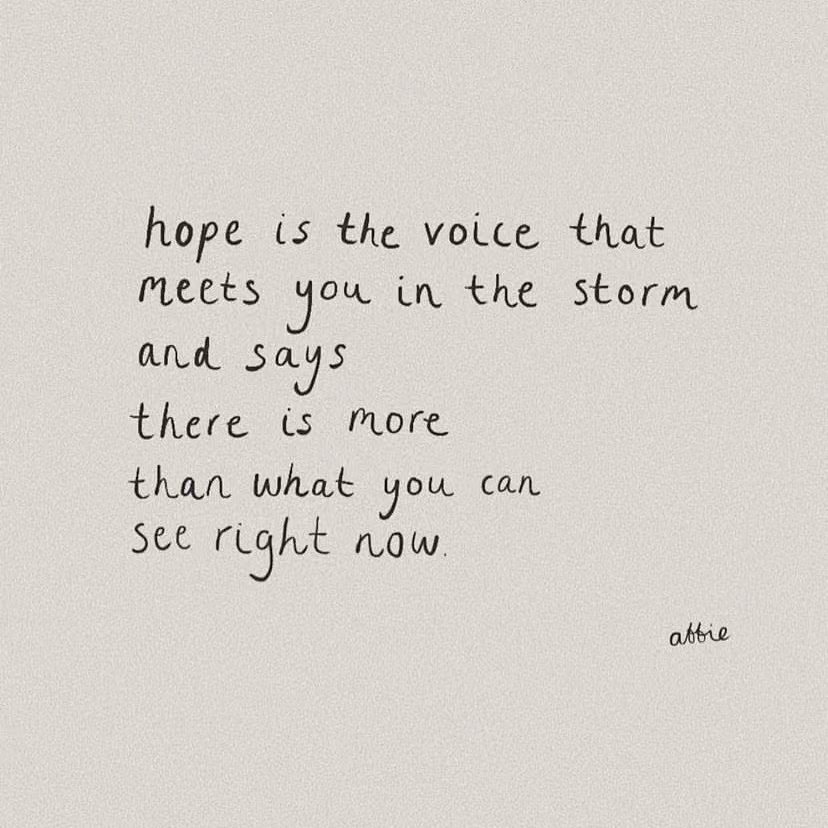 hope is the voice that
meets you in the storm
and says
there is more
than what you can
see right now.
abbie